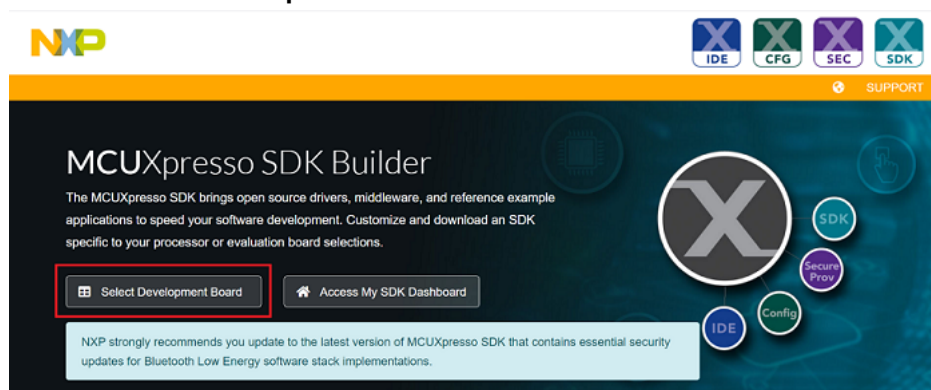 NXP
IDE
CFG
SEC
SDK
SUPPORT
MCUXpresso SDK Builder
The MCUXpresso SDK brings open source drivers, middleware, and reference example
applications to speed your software development. Customize and download an SDK
specific to your processor or evaluation board selections.
Select Development Board
Access My SDK Dashboard
NXP strongly recommends you update to the latest version of MCUXpresso SDK that contains essential security
updates for Bluetooth Low Energy software stack implementations.
X
SDK
Secure
Prov
Config
IDE